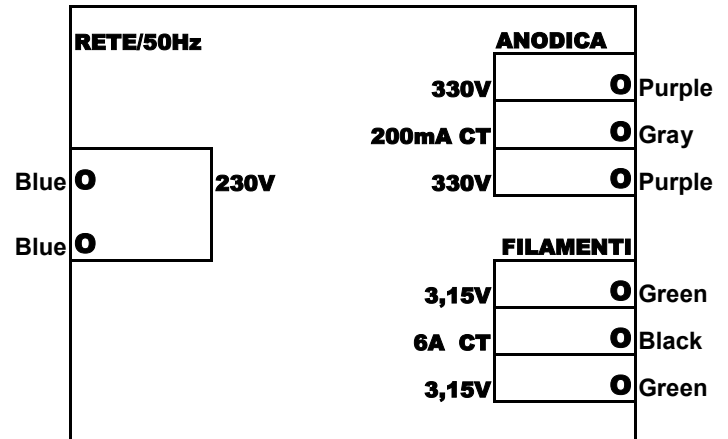 RETE/50Hz
Blue O 230V
Blue O
ANODICA
330V O Purple
200mA CT O Gray
330V O Purple
FILAMENTI
3,15V O Green
6A CT O Black
3,15V O Green